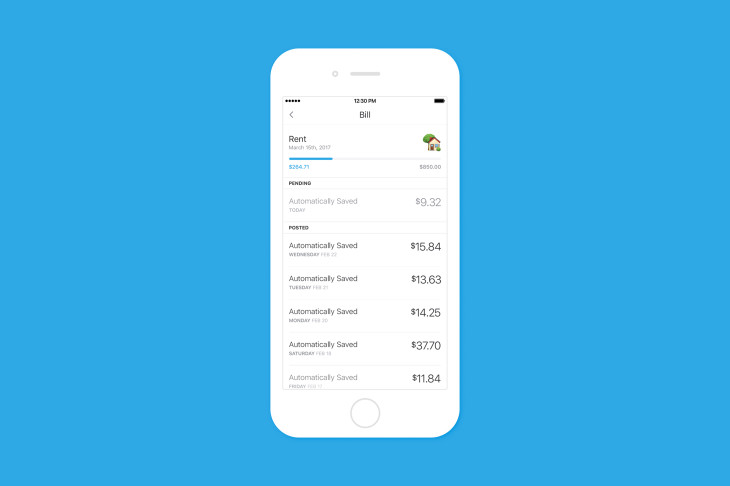 12:30 PM
Bill
Rent
March 15th, 2017
$264.71 $850.00
PENDING
Automatically Saved $9.32
TODAY
POSTED
Automatically Saved $15.84
WEDNESDAY FEB 22
Automatically Saved $13.63
TUESDAY FEB 21
Automatically Saved $14.25
MONDAY FEB 20
Automatically Saved $37.70
SATURDAY FEB 18
Automatically Saved $11.84
FRIDAY FEB 17